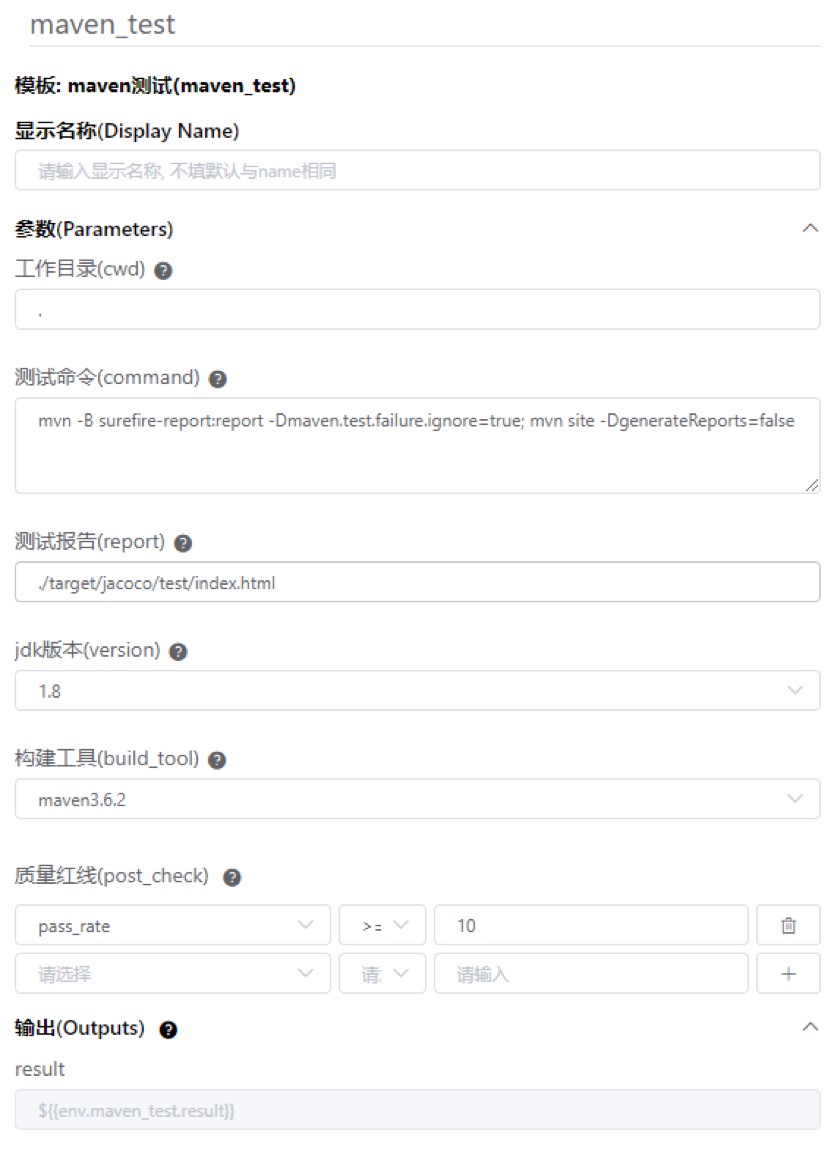 maven_test
模板: maven测试(maven_test)
显示名称(Display Name)
请输入显示名称, 不填默认与name相同
参数(Parameters)
工作目录(cwd) ?
.
测试命令(command) ?
mvn -B surefire-report:report -Dmaven.test.failure.ignore=true; mvn site -DgenerateReports=false
测试报告(report) ?
./target/jacoco/test/index.html
jdk版本(version) ?
1.8
构建工具(build_tool) ?
maven3.6.2
质量红线(post_check) ?
pass_rate >= 10
请选择 请 请输入
输出(Outputs) ?
result
${{env.maven_test.result}}